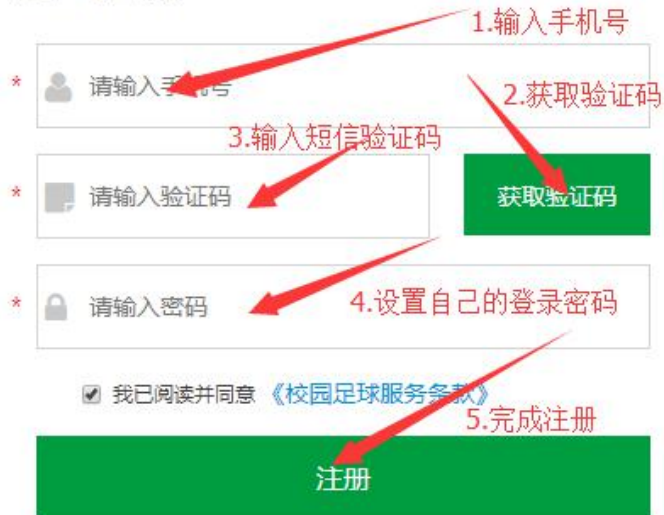 1.输入手机号
* 请输入手机号
2.获取验证码
3.输入短信验证码
* 请输入验证码
获取验证码
* 请输入密码
4.设置自己的登录密码
我已阅读并同意《校园足球服务条款》
5.完成注册
注册